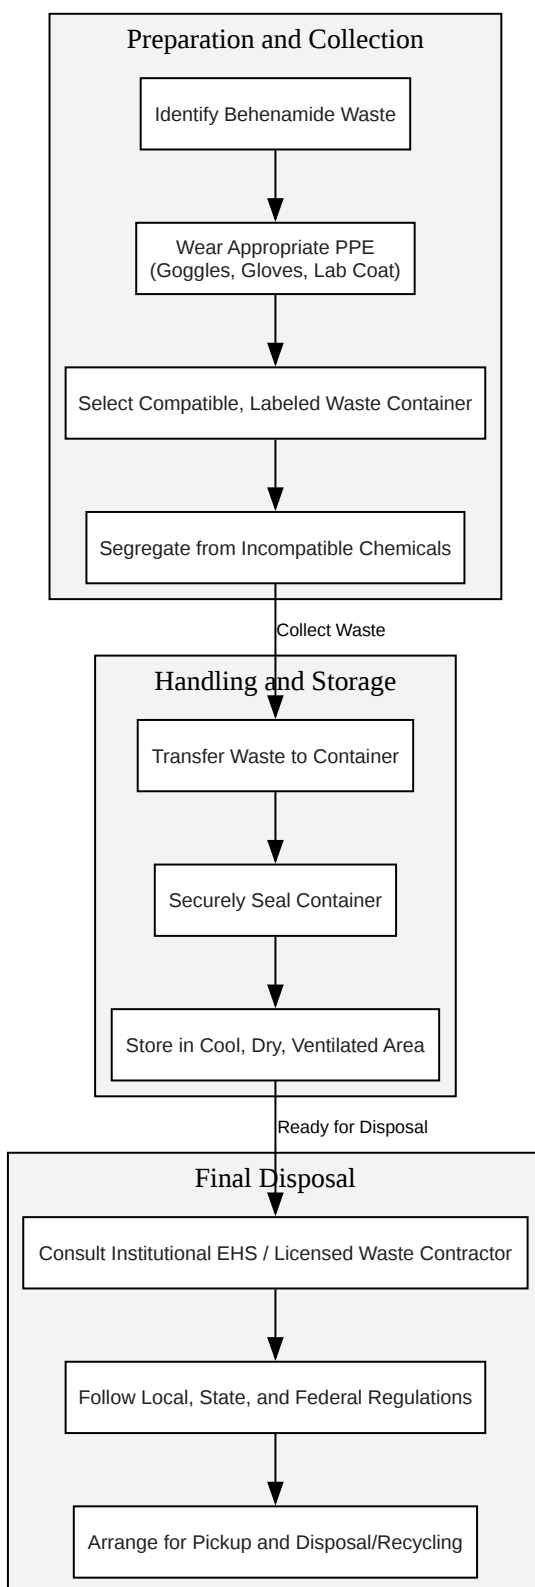 Preparation and Collection
Identify Behenamide Waste
Wear Appropriate PPE
(Goggles, Gloves, Lab Coat)
Select Compatible, Labeled Waste Container
Segregate from Incompatible Chemicals
Collect Waste
Handling and Storage
Transfer Waste to Container
Securely Seal Container
Store in Cool, Dry, Ventilated Area
Ready for Disposal
Final Disposal
Consult Institutional EHS / Licensed Waste Contractor
Follow Local, State, and Federal Regulations
Arrange for Pickup and Disposal/Recycling